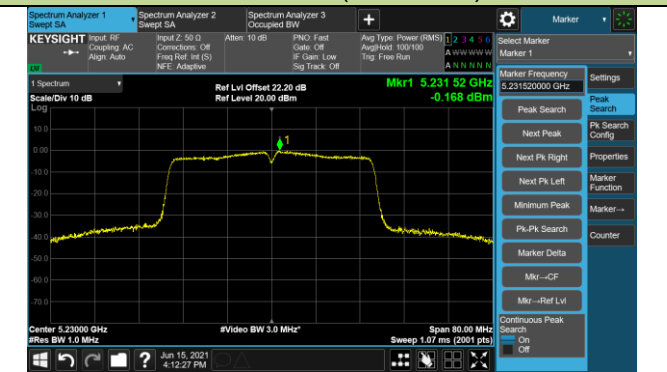 Spectrum Analyzer 1
Swept SA
Spectrum Analyzer 2
Swept SA
Spectrum Analyzer 3
Occupied BW
+
Marker
KEYSIGHT
Input: RF
Coupling: AC
Align: Auto
Input Z: 50 Ω
Corrections: Off
Freq Ref: Int (S)
NFE: Adaptive
Atten: 10 dB
PNO: Fast
Gate: Off
IF Gain: Low
Sig Track: Off
Avg Type: Power (RMS)
Avg|Hold: 100/100
Trig: Free Run
1 2 3 4 5 6
A W W W W W
A N N N N N
Select Marker
Marker 1
1 Spectrum
Scale/Div 10 dB
Log
Ref Lvl Offset 22.20 dB
Ref Level 20.00 dBm
Mkr1 5.231 52 GHz
-0.168 dBm
10.0
0.00
-10.0
-20.0
-30.0
-40.0
-50.0
-60.0
-70.0
1
Center 5.23000 GHz
#Res BW 1.0 MHz
#Video BW 3.0 MHz*
Span 80.00 MHz
Sweep 1.07 ms (2001 pts)
Marker Frequency
5.231520000 GHz
Peak Search
Next Peak
Next Pk Right
Next Pk Left
Minimum Peak
Pk-Pk Search
Marker Delta
Mkr→CF
Mkr→Ref Lvl
Continuous Peak
Search
On
Off
Settings
Peak
Search
Pk Search
Config
Properties
Marker
Function
Marker→
Counter
?
Jun 15, 2021
4:12:27 PM